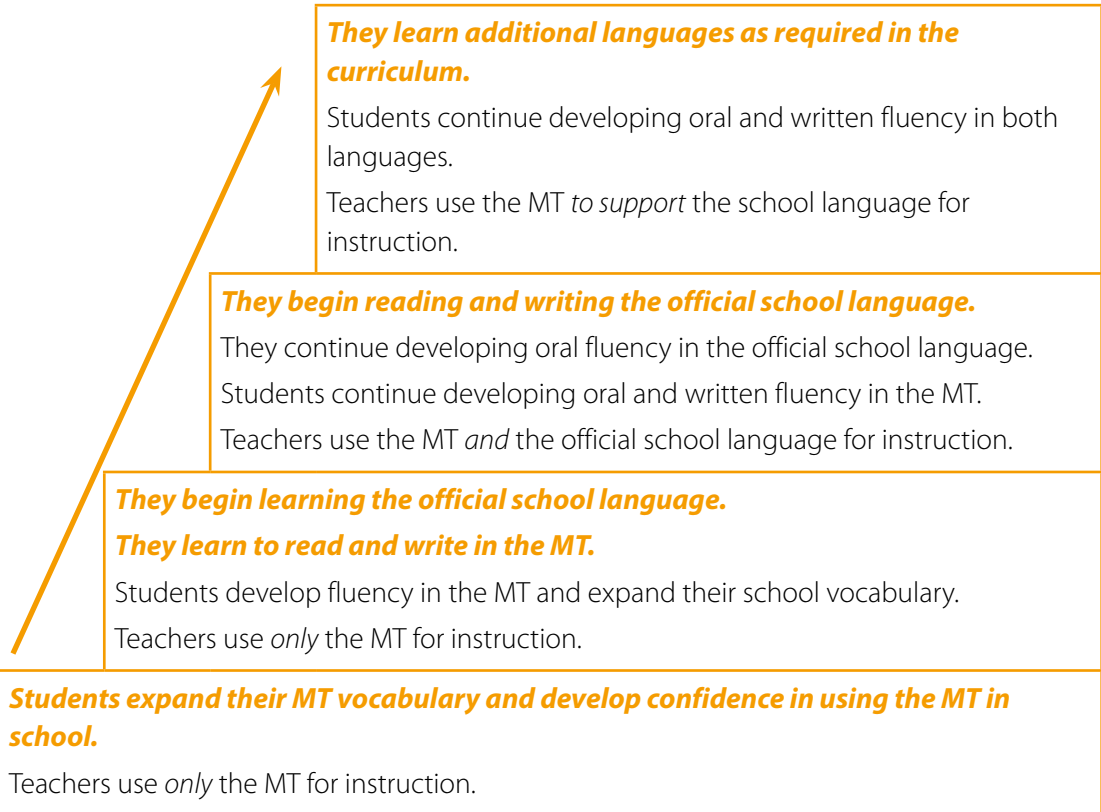 They learn additional languages as required in the
curriculum.
Students continue developing oral and written fluency in both
languages.
Teachers use the MT to support the school language for
instruction.
They begin reading and writing the official school language.
They continue developing oral fluency in the official school language.
Students continue developing oral and written fluency in the MT.
Teachers use the MT and the official school language for instruction.
They begin learning the official school language.
They learn to read and write in the MT.
Students develop fluency in the MT and expand their school vocabulary.
Teachers use only the MT for instruction.
Students expand their MT vocabulary and develop confidence in using the MT in
school.
Teachers use only the MT for instruction.